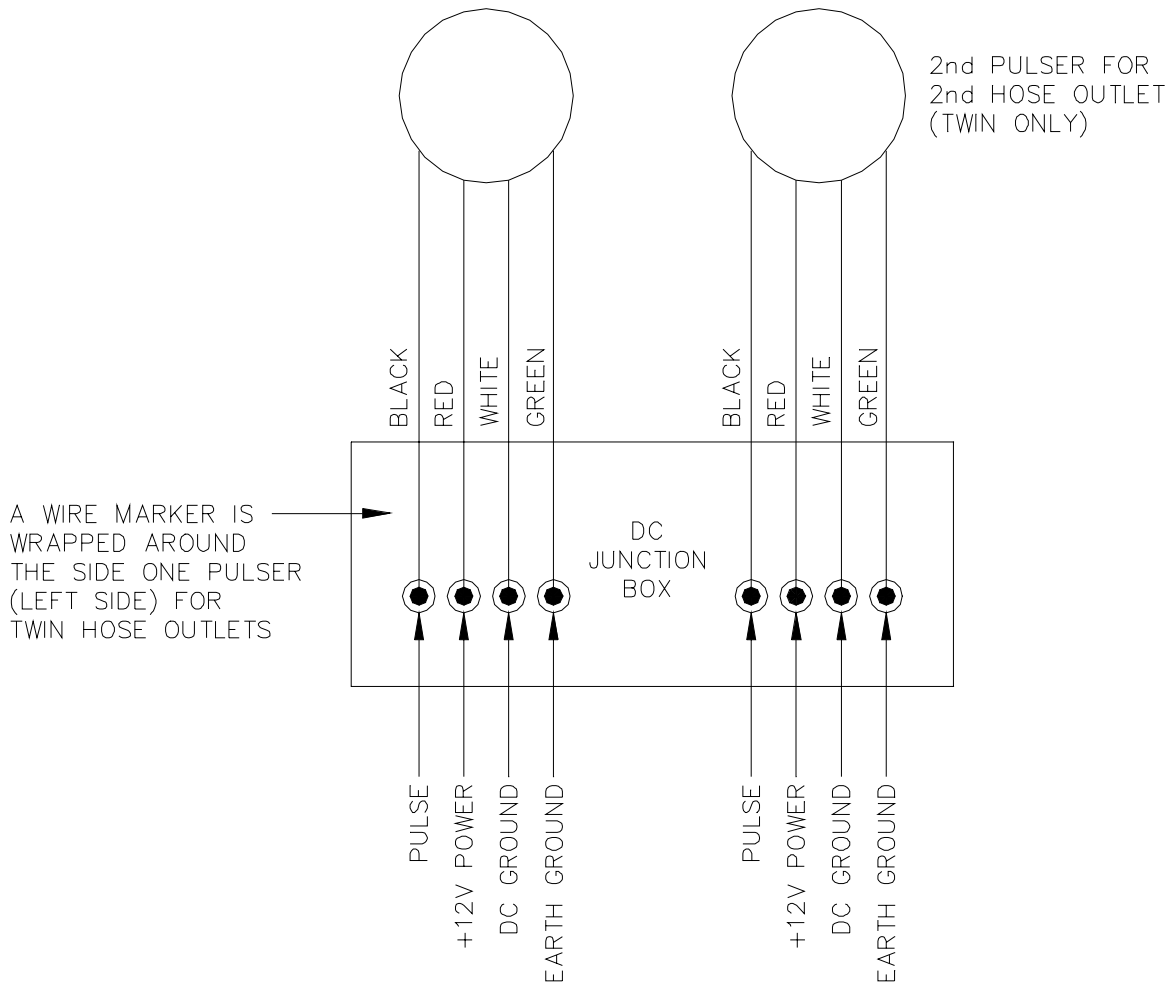 2nd PULSER FOR
2nd HOSE OUTLET
(TWIN ONLY)
BLACK
RED
WHITE
GREEN
BLACK
RED
WHITE
GREEN
A WIRE MARKER IS
WRAPPED AROUND
THE SIDE ONE PULSER
(LEFT SIDE) FOR
TWIN HOSE OUTLETS
DC
JUNCTION
BOX
PULSE
+12V POWER
DC GROUND
EARTH GROUND
PULSE
+12V POWER
DC GROUND
EARTH GROUND